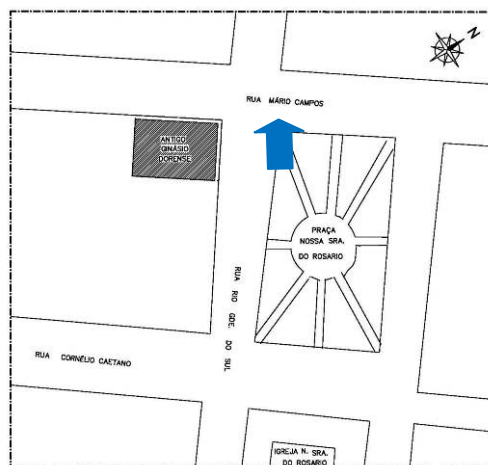 N
RUA MÁRIO CAMPOS
ANTIGO
GINÁSIO
DORENSE
PRAÇA
NOSSA SRA.
DO ROSARIO
RUA RIO GDE. DO SUL
RUA CORNÉLIO CAETANO
IGREJA N. SRA.
DO ROSARIO